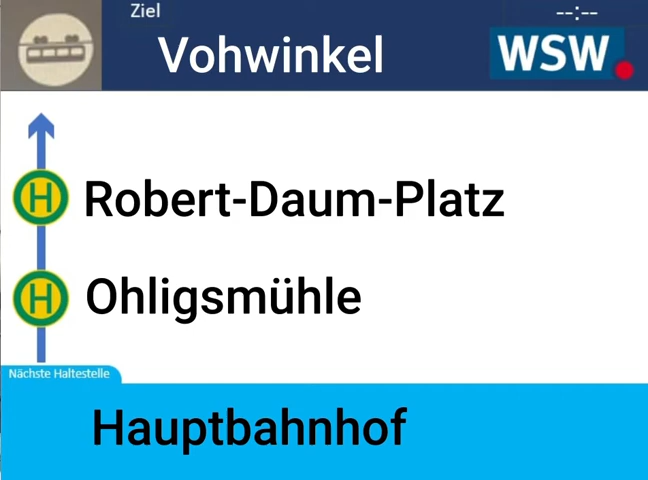 Ziel
--:--
Vohwinkel
WSW.
H
Robert-Daum-Platz
H
Ohligsmühle
Nächste Haltestelle
Hauptbahnhof